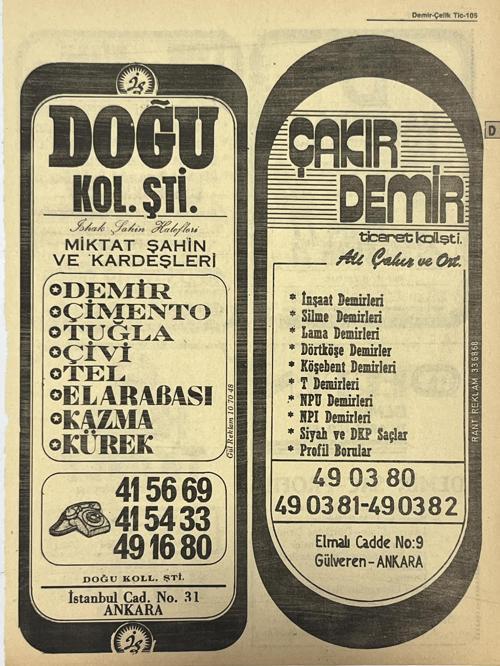 Demir-Çelik Tic-105
D
DOĞU
KOL. ŞTİ.
İshak Şahin Halefleri
MİKTAT ŞAHİN
VE KARDEŞLERİ
DEMİR
ÇİMENTO
TUĞLA
ÇİVİ
TEL
ELARABASI
KAZMA
KÜREK
Gül Reklam 10 70 48
41 56 69
41 54 33
49 16 80
DOĞU KOLL. ŞTİ.
İstanbul Cad. No. 31
ANKARA
ÇAKIR
DEMİR
ticaret koll.şti.
Ali Çakır ve Ort.
* İnşaat Demirleri
* Silme Demirleri
* Lama Demirleri
* Dörtköşe Demirler
* Köşebent Demirleri
* T Demirleri
* NPU Demirleri
* NPI Demirleri
* Siyah ve DKP Saçlar
* Profil Borular
49 03 80
49 03 81-49 03 82
Elmalı Cadde No:9
Gülveren-ANKARA
RANT REKLAM 33 68 68